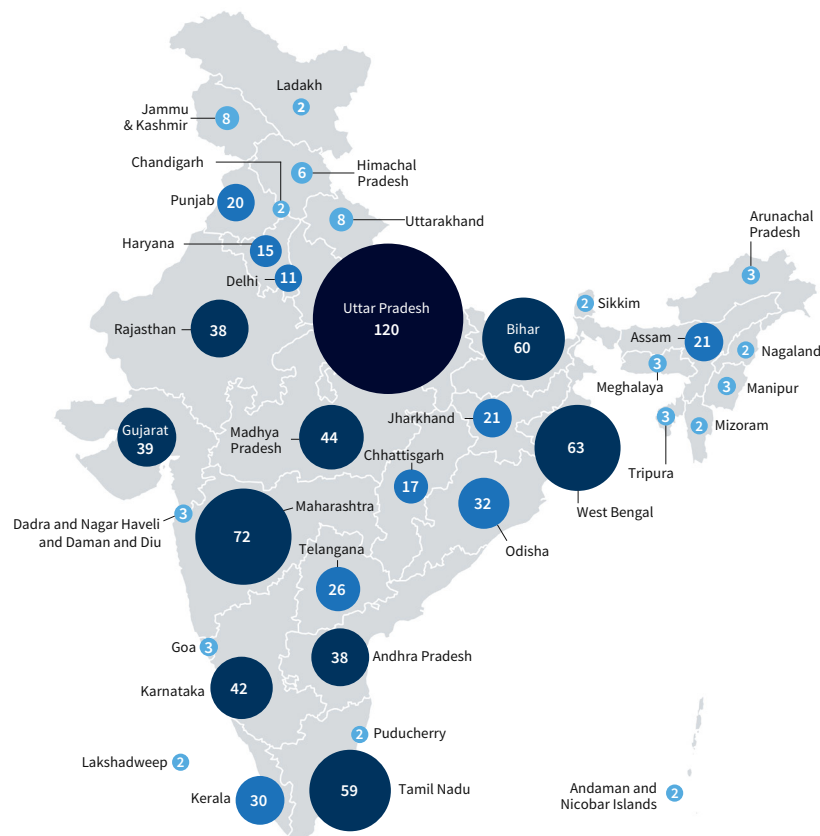 Ladakh
2
Jammu
& Kashmir
8
Chandigarh
2
6
Himachal
Pradesh
Punjab
20
8
Uttarakhand
Haryana
15
Delhi
11
Arunachal
Pradesh
3
Uttar Pradesh
120
2
Sikkim
Rajasthan
38
Bihar
60
Assam
21
2
Nagaland
Meghalaya
3
3
Manipur
Gujarat
39
Madhya
Pradesh
44
Jharkhand
21
3
Tripura
2
Mizoram
Chhattisgarh
17
63
West Bengal
Dadra and Nagar Haveli
and Daman and Diu
3
Maharashtra
72
32
Odisha
Telangana
26
Goa
3
38
Andhra Pradesh
Karnataka
42
2
Puducherry
Lakshadweep
2
Kerala
30
59
Tamil Nadu
Andaman and
Nicobar Islands
2